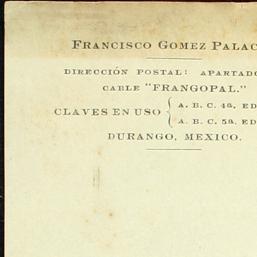 FRANCISCO GOMEZ PALAC
DIRECCIÓN POSTAL: APARTADO
CABLE "FRANGOPAL."
CLAVES EN USO { A. B. C. 4a. ED
A. B. C. 5a. ED
DURANGO, MEXICO.